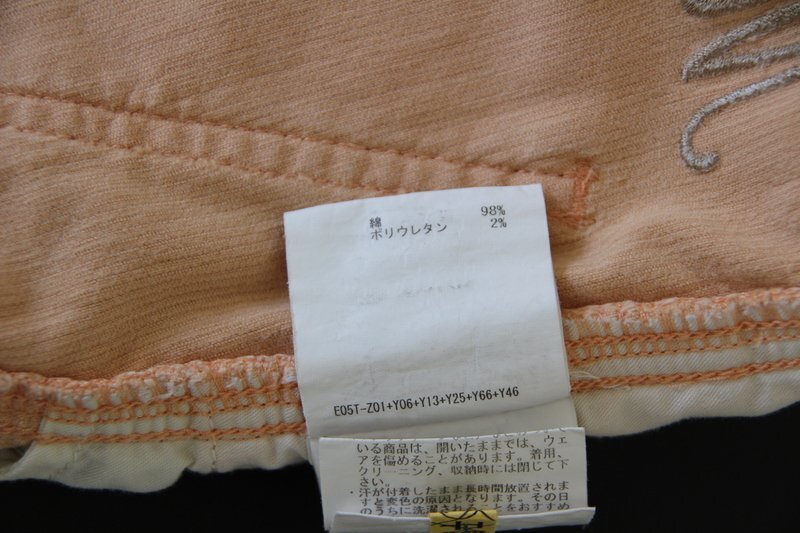 綿 98%
ポリウレタン 2%
E05T-Z01+Y06+Y13+Y25+Y66+Y46
いる商品は、開いたままでは、ウェ
アを傷めることがあります。着用、
クリーニング、収納時には閉じて下
さい。
・汗が付着したまま長時間放置されま
すと変色の原因となります。その日
のうちに洗濯されることをおすすめ